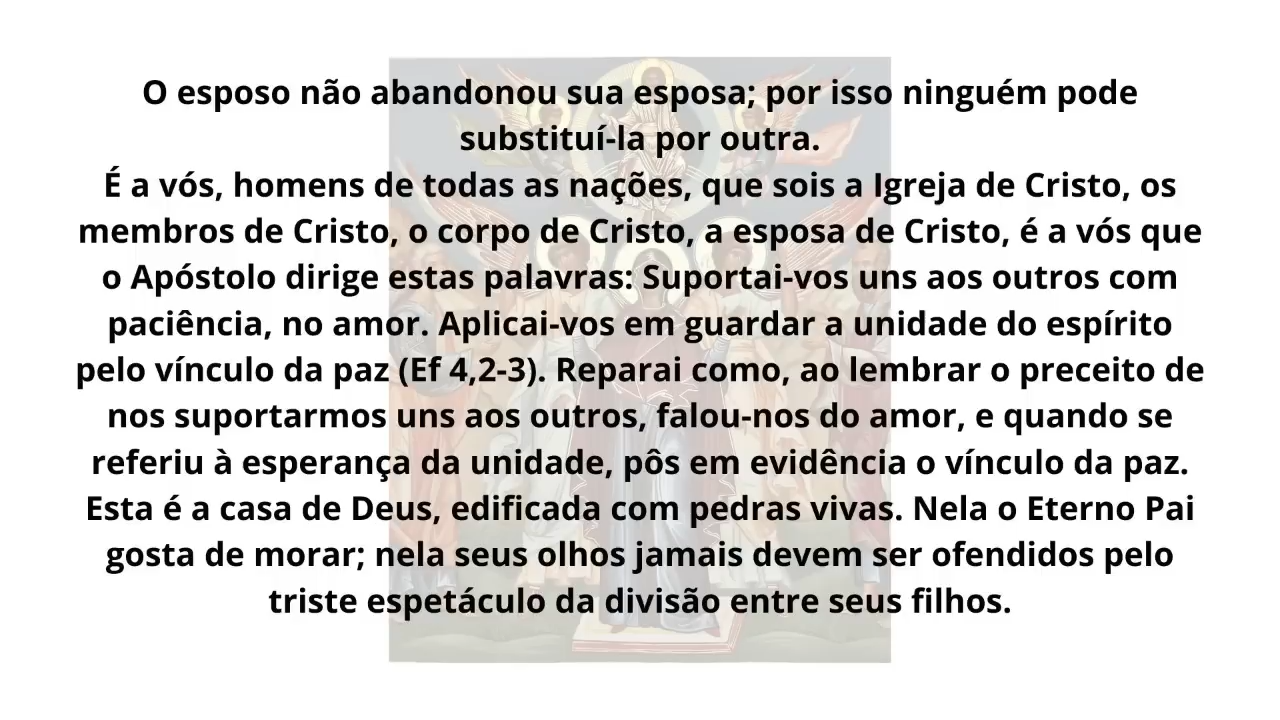 O esposo não abandonou sua esposa; por isso ninguém pode
substituí-la por outra.
É a vós, homens de todas as nações, que sois a Igreja de Cristo, os
membros de Cristo, o corpo de Cristo, a esposa de Cristo, é a vós que
o Apóstolo dirige estas palavras: Suportai-vos uns aos outros com
paciência, no amor. Aplicai-vos em guardar a unidade do espírito
pelo vínculo da paz (Ef 4,2-3). Reparai como, ao lembrar o preceito de
nos suportarmos uns aos outros, falou-nos do amor, e quando se
referiu à esperança da unidade, pôs em evidência o vínculo da paz.
Esta é a casa de Deus, edificada com pedras vivas. Nela o Eterno Pai
gosta de morar; nela seus olhos jamais devem ser ofendidos pelo
triste espetáculo da divisão entre seus filhos.